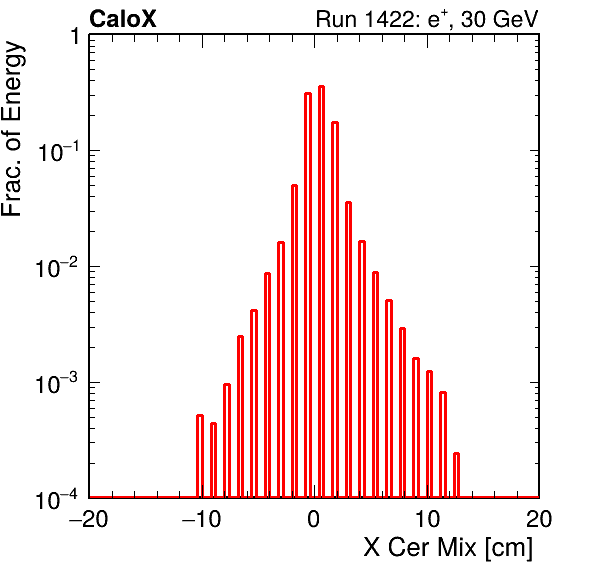 CaloX Run 1422: e⁺, 30 GeV
Frac. of Energy
1
10⁻¹
10⁻²
10⁻³
10⁻⁴
−20 −10 0 10 20
X Cer Mix [cm]